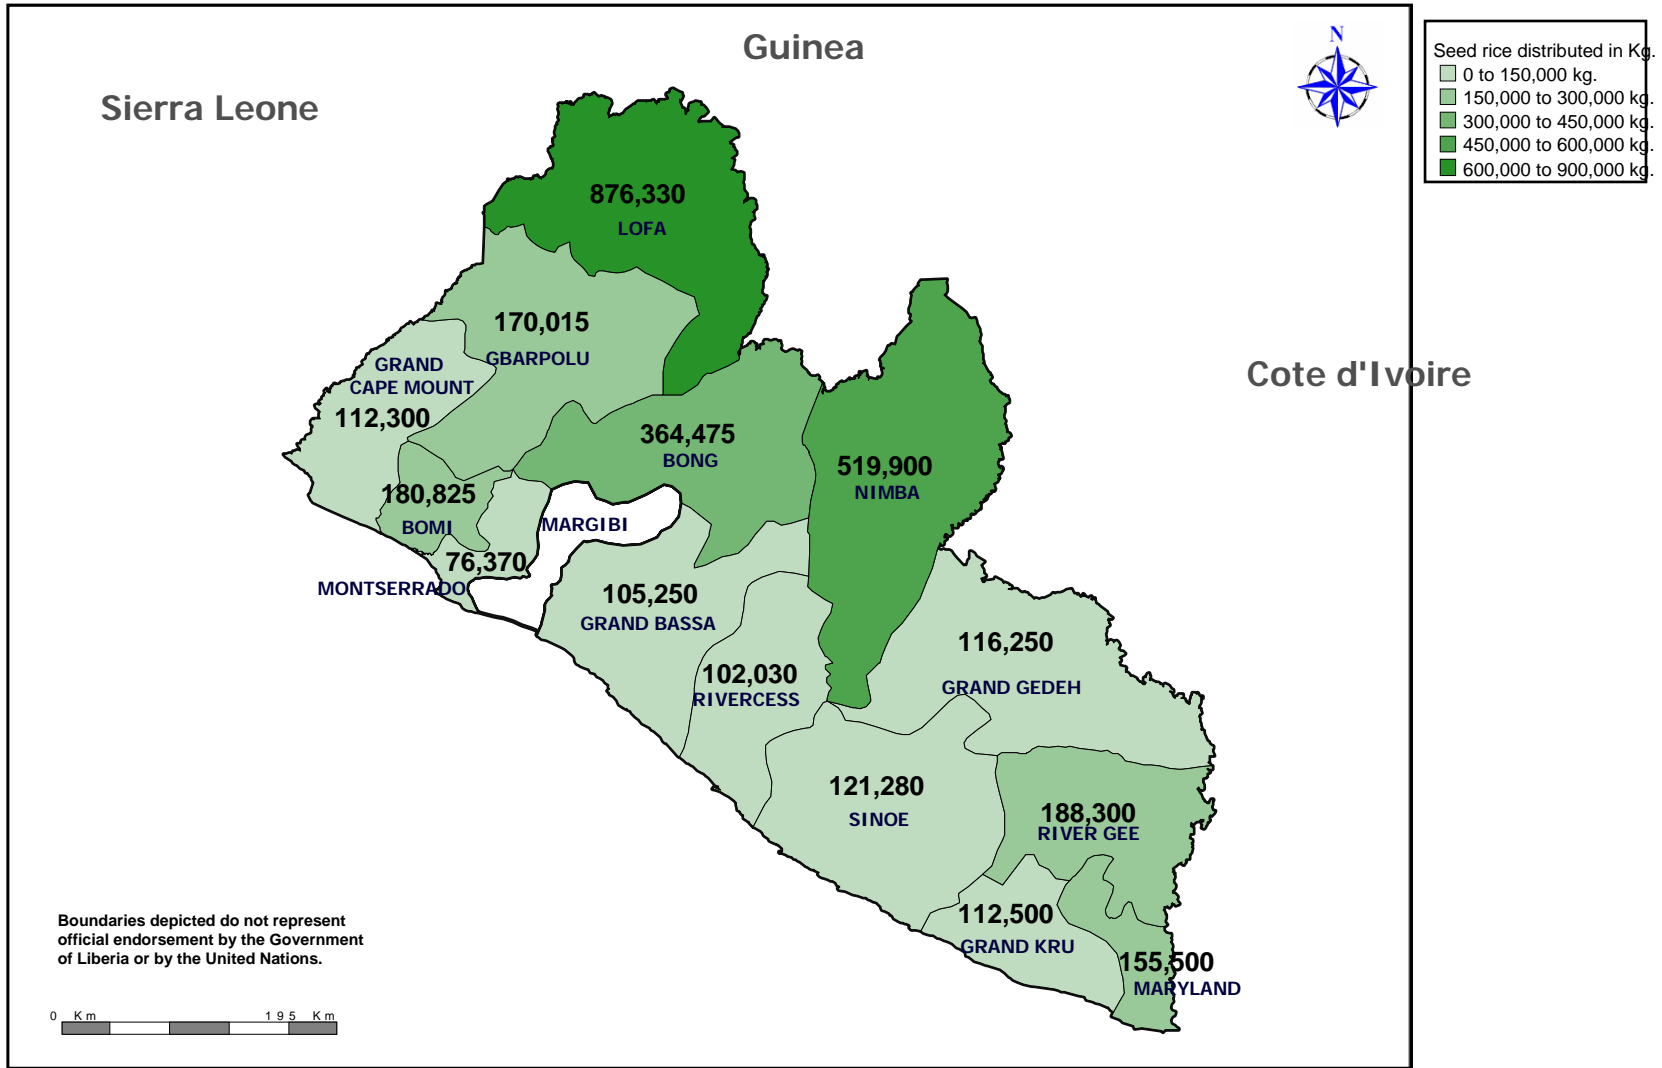 Guinea
Sierra Leone
Cote d'Ivoire
N
Seed rice distributed in Kg.
0 to 150,000 kg.
150,000 to 300,000 kg.
300,000 to 450,000 kg.
450,000 to 600,000 kg.
600,000 to 900,000 kg.
876,330
LOFA
170,015
GBARPOLU
GRAND
CAPE MOUNT
112,300
364,475
BONG
519,900
NIMBA
180,825
BOMI
MARGIBI
76,370
MONTSERRADO
105,250
GRAND BASSA
102,030
RIVERCESS
116,250
GRAND GEDEH
121,280
SINOE
188,300
RIVER GEE
112,500
GRAND KRU
155,500
MARYLAND
Boundaries depicted do not represent
official endorsement by the Government
of Liberia or by the United Nations.
0 Km 195 Km